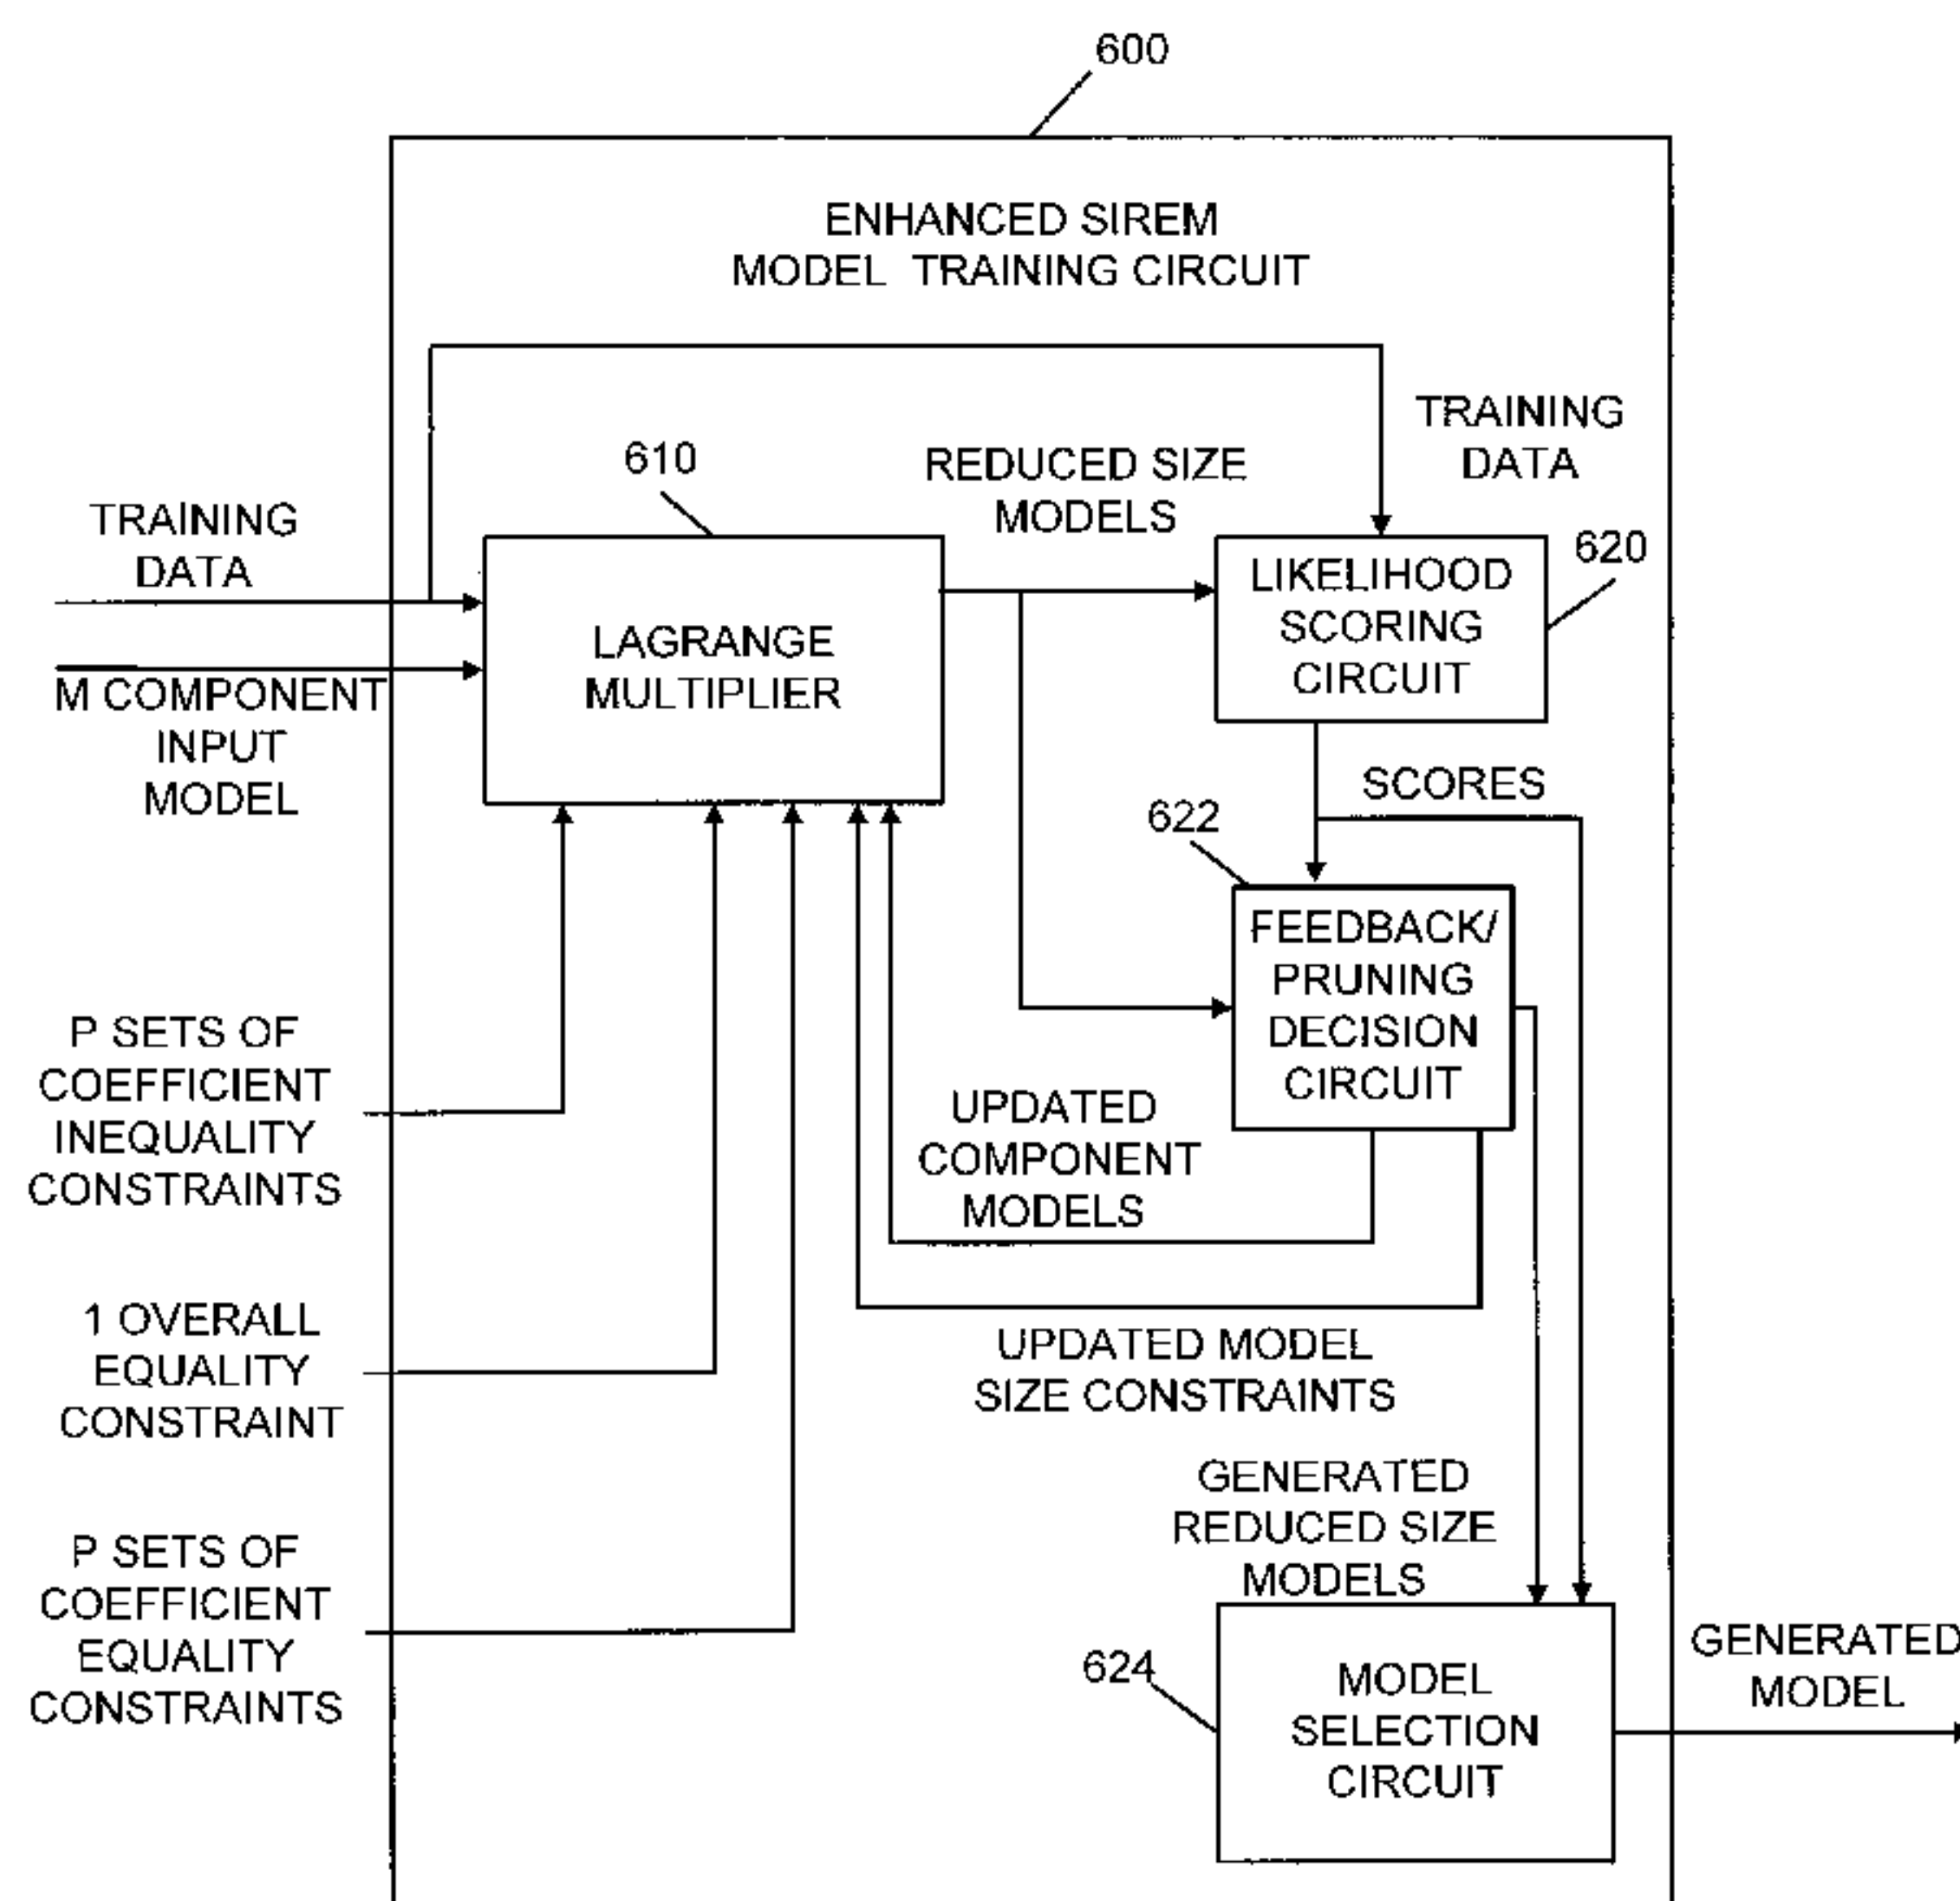 600
ENHANCED SIREM
MODEL TRAINING CIRCUIT
TRAINING
DATA
610
REDUCED SIZE
MODELS
TRAINING
DATA
620
LAGRANGE
MULTIPLIER
LIKELIHOOD
SCORING
CIRCUIT
M COMPONENT
INPUT
MODEL
SCORES
622
FEEDBACK/
PRUNING
DECISION
CIRCUIT
P SETS OF
COEFFICIENT
INEQUALITY
CONSTRAINTS
UPDATED
COMPONENT
MODELS
1 OVERALL
EQUALITY
CONSTRAINT
UPDATED MODEL
SIZE CONSTRAINTS
GENERATED
REDUCED SIZE
MODELS
P SETS OF
COEFFICIENT
EQUALITY
CONSTRAINTS
624
MODEL
SELECTION
CIRCUIT
GENERATED
MODEL